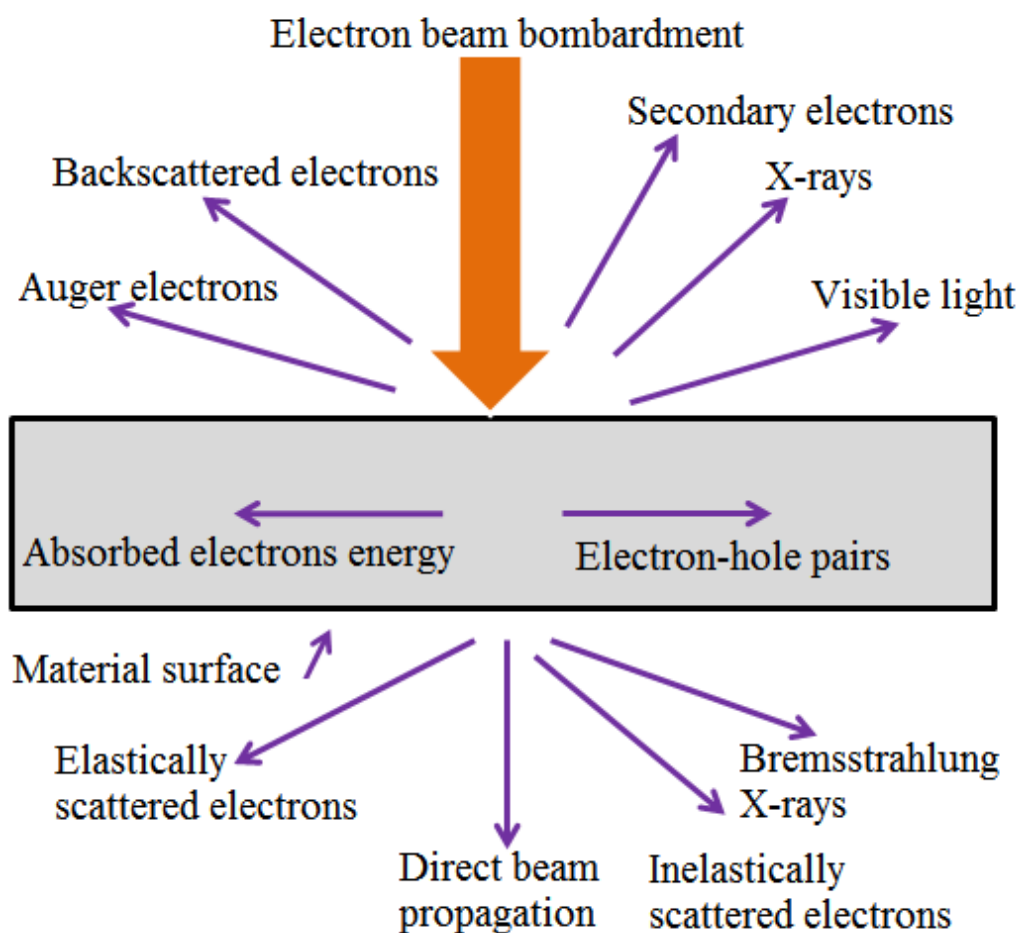 Electron beam bombardment
Secondary electrons
Backscattered electrons
X-rays
Auger electrons
Visible light
Absorbed electrons energy
Electron-hole pairs
Material surface
Elastically
scattered electrons
Bremsstrahlung
X-rays
Direct beam
propagation
Inelastically
scattered electrons